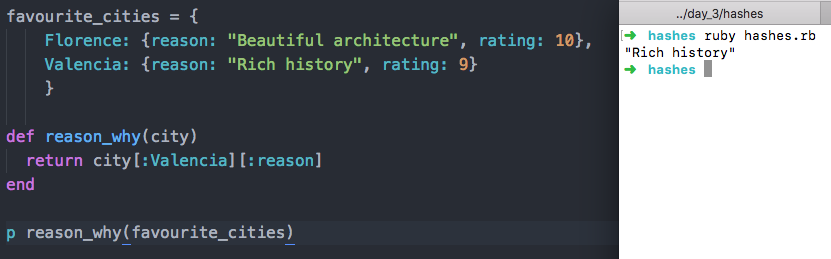 favourite_cities = {
    Florence: {reason: "Beautiful architecture", rating: 10},
    Valencia: {reason: "Rich history", rating: 9}
    }

def reason_why(city)
  return city[:Valencia][:reason]
end

p reason_why(favourite_cities)
../day_3/hashes
[➜ hashes ruby hashes.rb
"Rich history"
➜ hashes